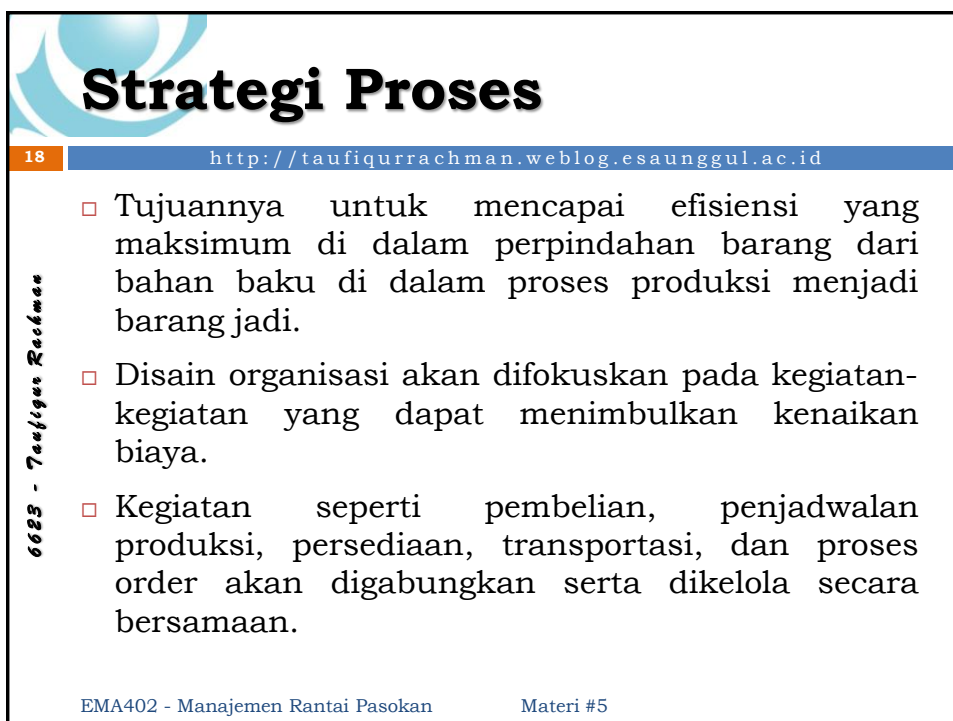 Strategi Proses
18
http://taufiqurrachman.weblog.esaunggul.ac.id
□ Tujuannya untuk mencapai efisiensi yang
maksimum di dalam perpindahan barang dari
bahan baku di dalam proses produksi menjadi
barang jadi.
□ Disain organisasi akan difokuskan pada kegiatan-
kegiatan yang dapat menimbulkan kenaikan
biaya.
□ Kegiatan seperti pembelian, penjadwalan
produksi, persediaan, transportasi, dan proses
order akan digabungkan serta dikelola secara
bersamaan.
6623 - Taufiqur Rachman
EMA402 - Manajemen Rantai Pasokan Materi #5